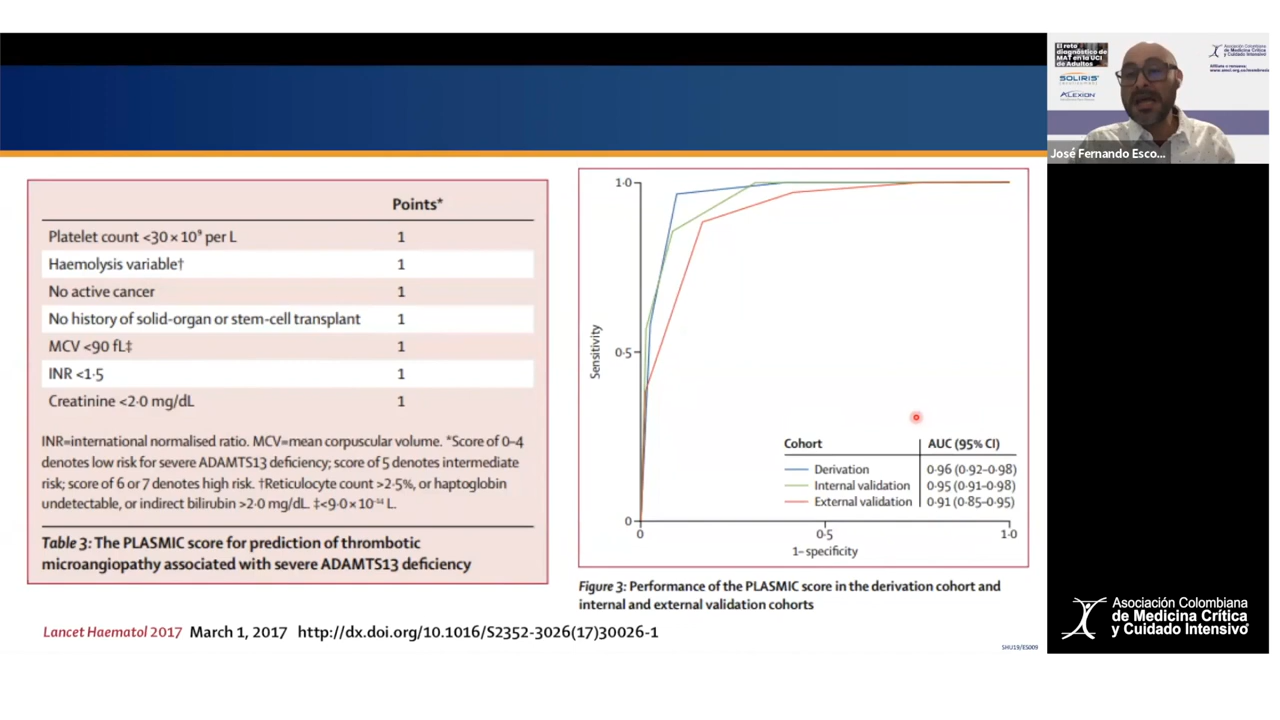 Points*
Platelet count <30 × 10⁹ per L 1
Haemolysis variable† 1
No active cancer 1
No history of solid-organ or stem-cell transplant 1
MCV <90 fL‡ 1
INR <1·5 1
Creatinine <2·0 mg/dL 1
INR=international normalised ratio. MCV=mean corpuscular volume. *Score of 0–4
denotes low risk for severe ADAMTS13 deficiency; score of 5 denotes intermediate
risk; score of 6 or 7 denotes high risk. †Reticulocyte count >2·5%, or haptoglobin
undetectable, or indirect bilirubin >2·0 mg/dL. ‡<9·0 × 10⁻¹⁴ L.
Table 3: The PLASMIC score for prediction of thrombotic
microangiopathy associated with severe ADAMTS13 deficiency
1·0
0·5
0
Sensitivity
0 0·5 1·0
1–specificity
Cohort AUC (95% CI)
Derivation 0·96 (0·92–0·98)
Internal validation 0·95 (0·91–0·98)
External validation 0·91 (0·85–0·95)
Figure 3: Performance of the PLASMIC score in the derivation cohort and
internal and external validation cohorts
Lancet Haematol 2017 March 1, 2017 http://dx.doi.org/10.1016/S2352-3026(17)30026-1
SHU19/ES009
El reto
diagnóstico de
MAT en la UCI
de Adultos
SOLIRIS
ALEXION
Asociación Colombiana
de Medicina Crítica
y Cuidado Intensivo
José Fernando Esco...
Asociación Colombiana
de Medicina Crítica
y Cuidado Intensivo